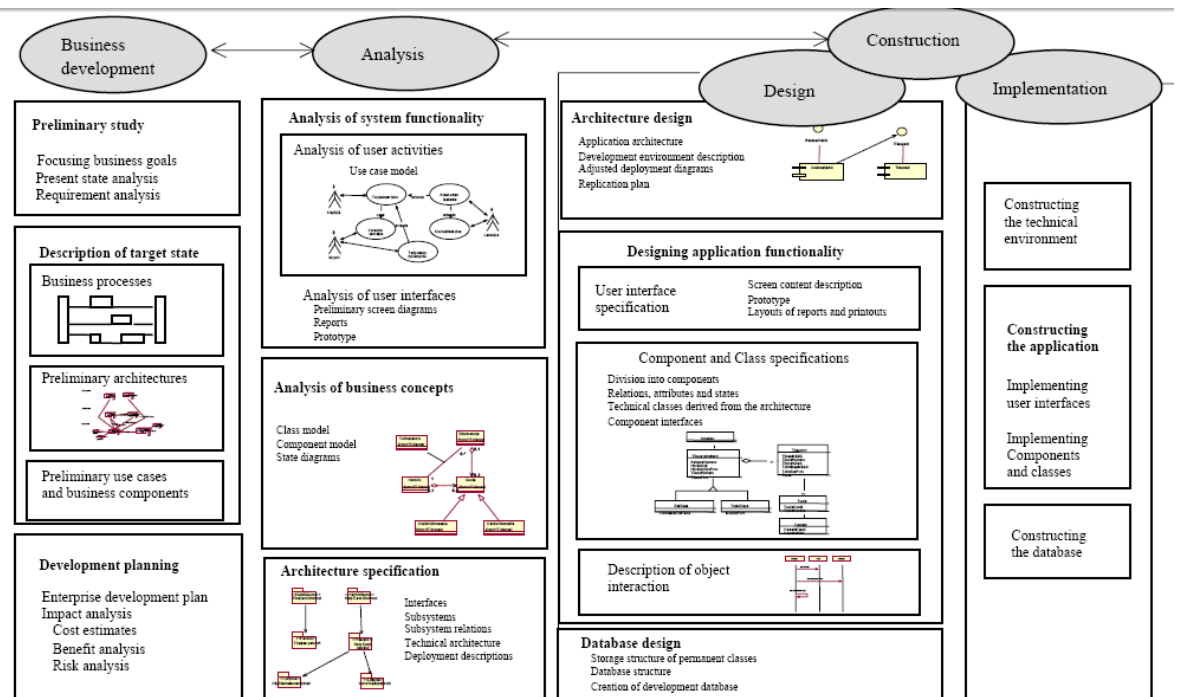 Business
development
Analysis
Construction
Design
Implementation
Preliminary study
Focusing business goals
Present state analysis
Requirement analysis
Description of target state
Business processes
Preliminary architectures
Preliminary use cases
and business components
Development planning
Enterprise development plan
Impact analysis
Cost estimates
Benefit analysis
Risk analysis
Analysis of system functionality
Analysis of user activities
Use case model
Analysis of user interfaces
Preliminary screen diagrams
Reports
Prototype
Analysis of business concepts
Class model
Component model
State diagrams
Architecture specification
Interfaces
Subsystems
Subsystem relations
Technical architecture
Deployment descriptions
Architecture design
Application architecture
Development environment description
Adjusted deployment diagrams
Replication plan
Designing application functionality
User interface
specification
Screen content description
Prototype
Layouts of reports and printouts
Component and Class specifications
Division into components
Relations, attributes and states
Technical classes derived from the architecture
Component interfaces
Description of object
interaction
Database design
Storage structure of permanent classes
Database structure
Creation of development database
Constructing
the technical
environment
Constructing
the application
Implementing
user interfaces
Implementing
Components
and classes
Constructing
the database